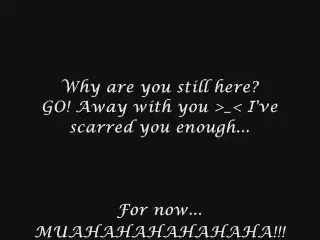 Why are you still here?
GO! Away with you >_< I've
scarred you enough...
For now...
MUAHAHAHAHAHAHA!!!